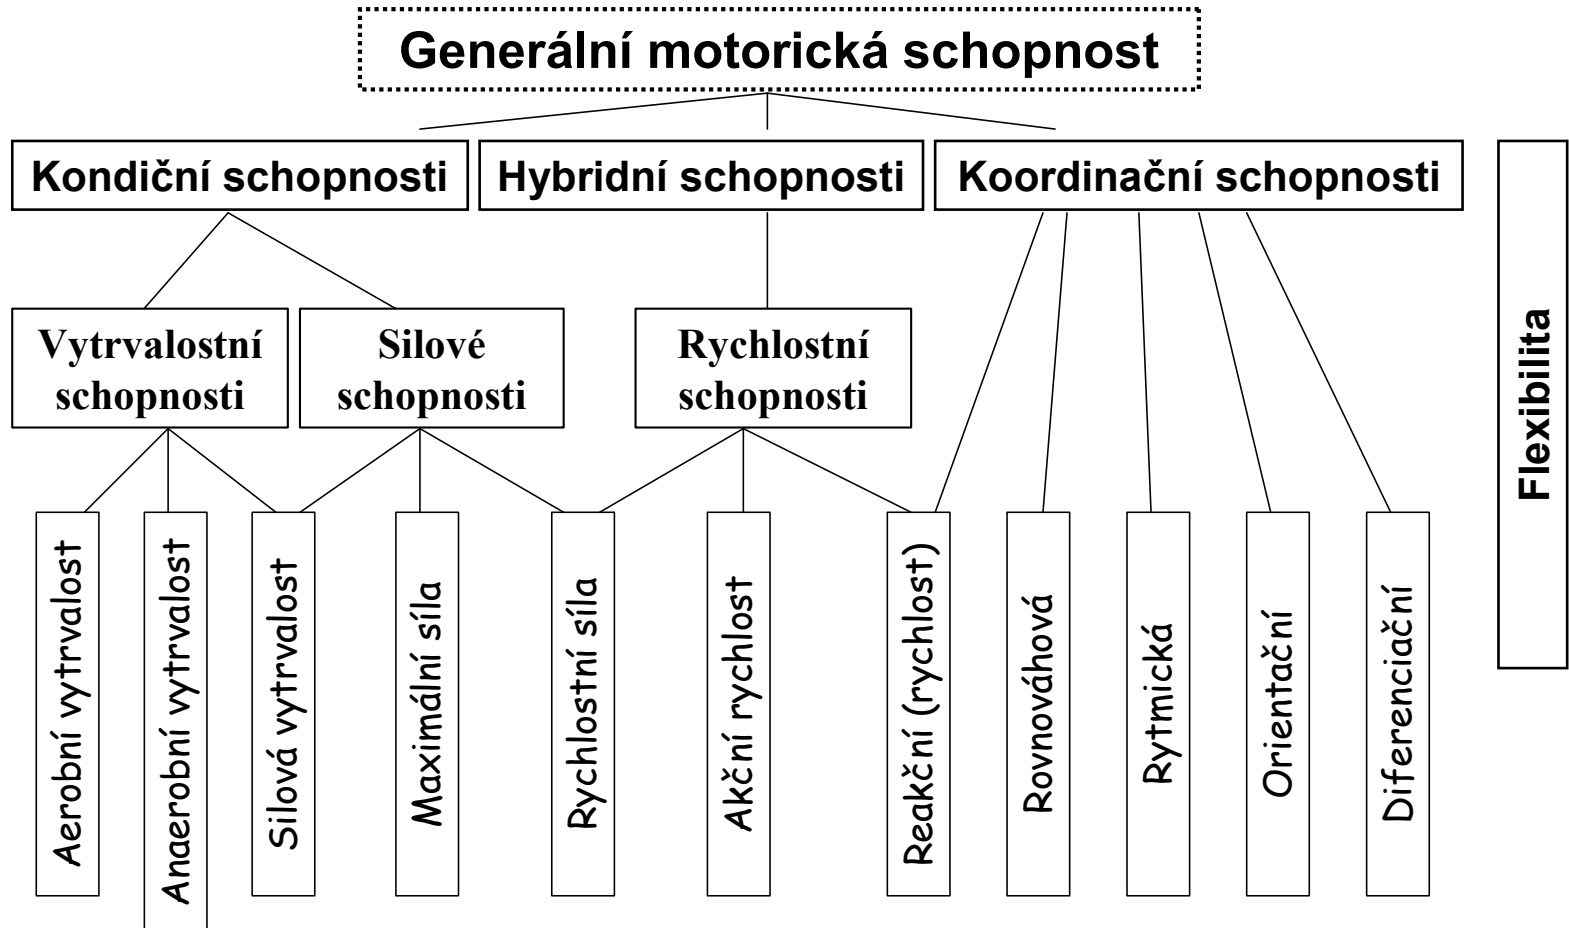 Generální motorická schopnost
Kondiční schopnosti
Hybridní schopnosti
Koordinační schopnosti
Flexibilita
Vytrvalostní
schopnosti
Silové
schopnosti
Rychlostní
schopnosti
Aerobní vytrvalost
Anaerobní vytrvalost
Silová vytrvalost
Maximální síla
Rychlostní síla
Akční rychlost
Reakční (rychlost)
Rovnováhová
Rytmická
Orientační
Diferenciační